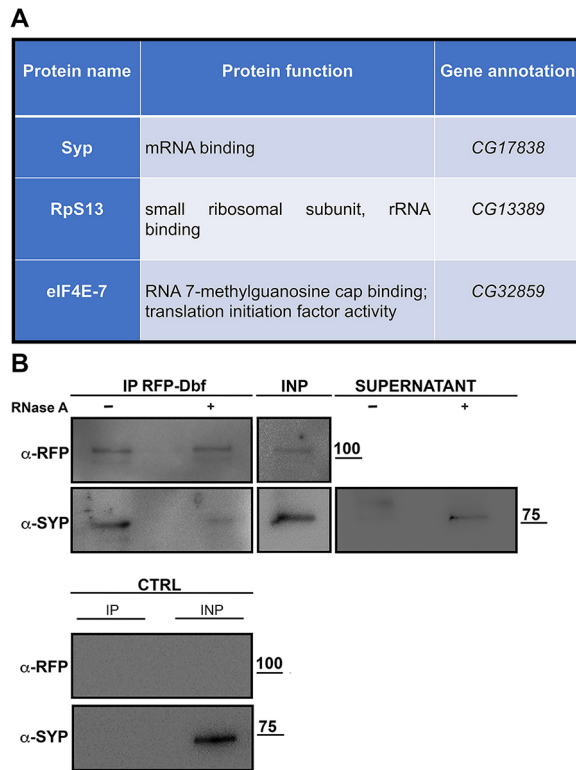 A
Protein name Protein function Gene annotation
Syp mRNA binding CG17838
RpS13 small ribosomal subunit, rRNA
binding CG13389
eIF4E-7 RNA 7-methylguanosine cap binding;
translation initiation factor activity CG32859
B
IP RFP-Dbf INP SUPERNATANT
RNase A – + – +
α-RFP 100
α-SYP 75
CTRL
IP INP
α-RFP 100
α-SYP 75